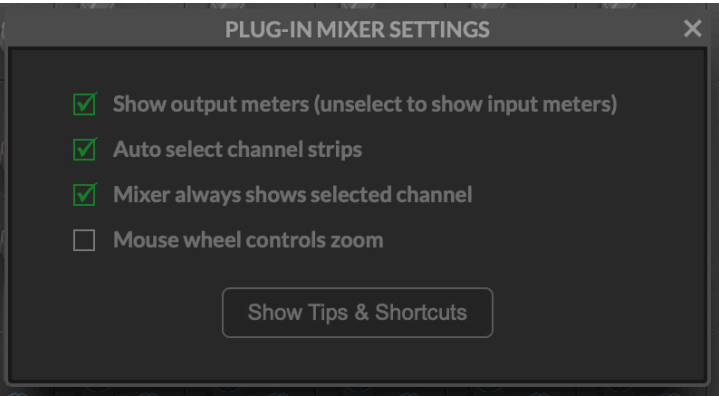 PLUG-IN MIXER SETTINGS
Show output meters (unselect to show input meters)
Auto select channel strips
Mixer always shows selected channel
Mouse wheel controls zoom
Show Tips & Shortcuts